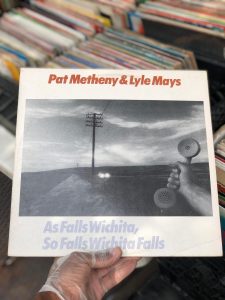 Pat Metheny & Lyle Mays
As Falls Wichita,
So Falls Wichita Falls